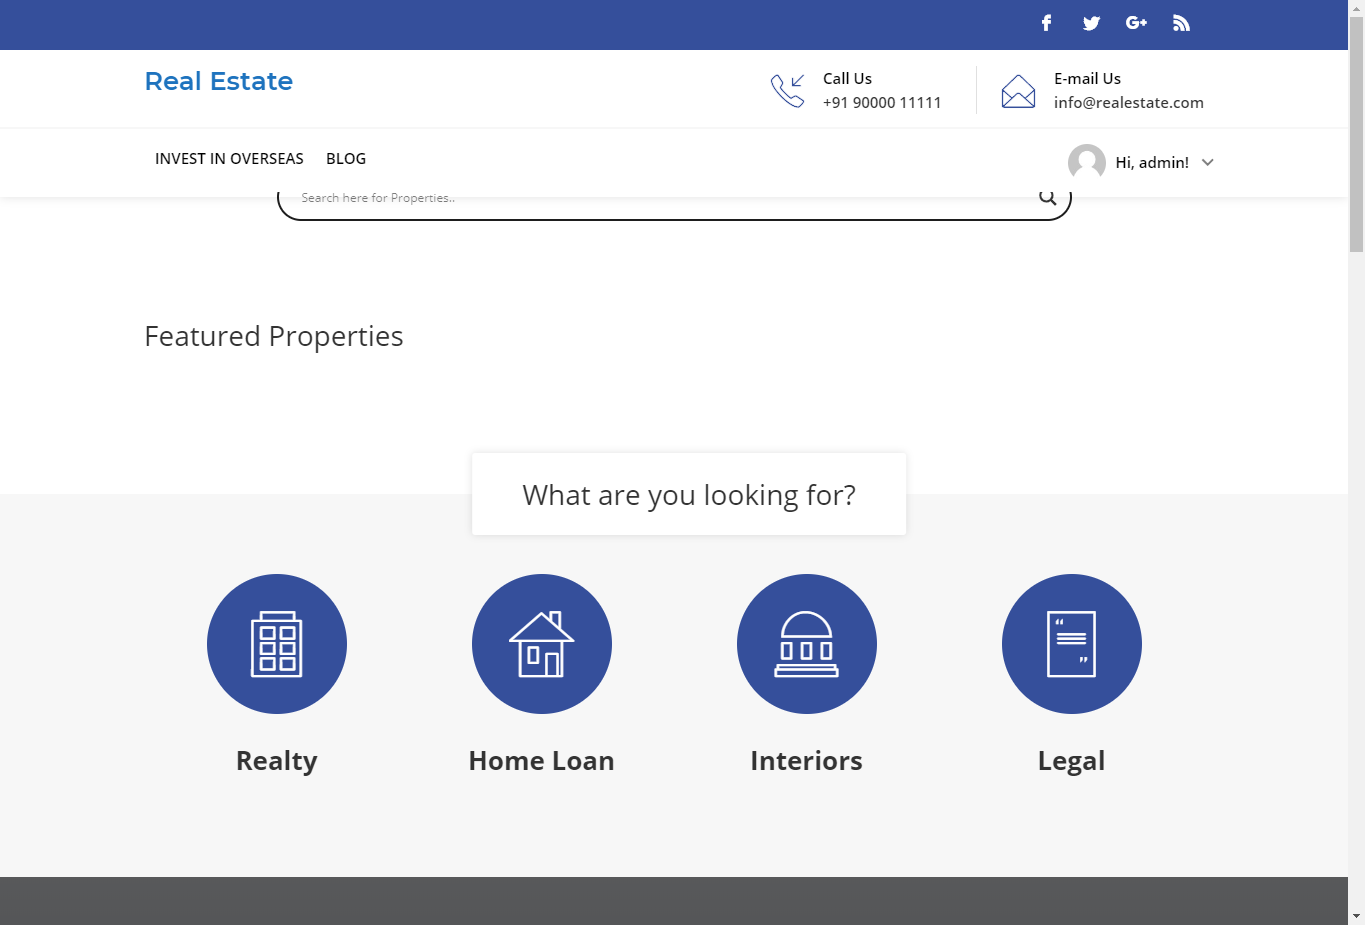 Real Estate
Call Us
+91 90000 11111
E-mail Us
info@realestate.com
INVEST IN OVERSEAS
BLOG
Hi, admin!
Search here for Properties..
Featured Properties
What are you looking for?
Realty
Home Loan
Interiors
Legal